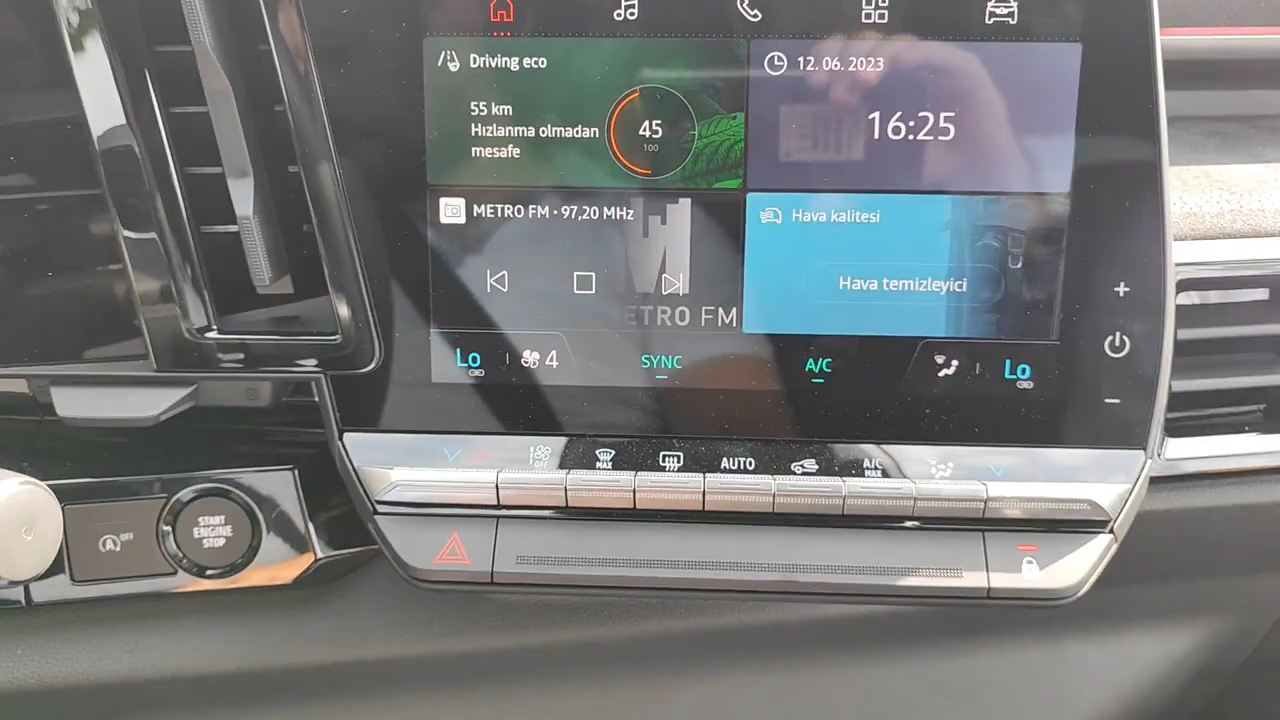 Driving eco
55 km
Hızlanma olmadan
mesafe
45
100
12. 06. 2023
16:25
METRO FM • 97,20 MHz
ETRO FM
Hava kalitesi
Hava temizleyici
Lo
4
SYNC
A/C
Lo
OFF
MAX
AUTO
A/C
MAX
A OFF
START
ENGINE
STOP